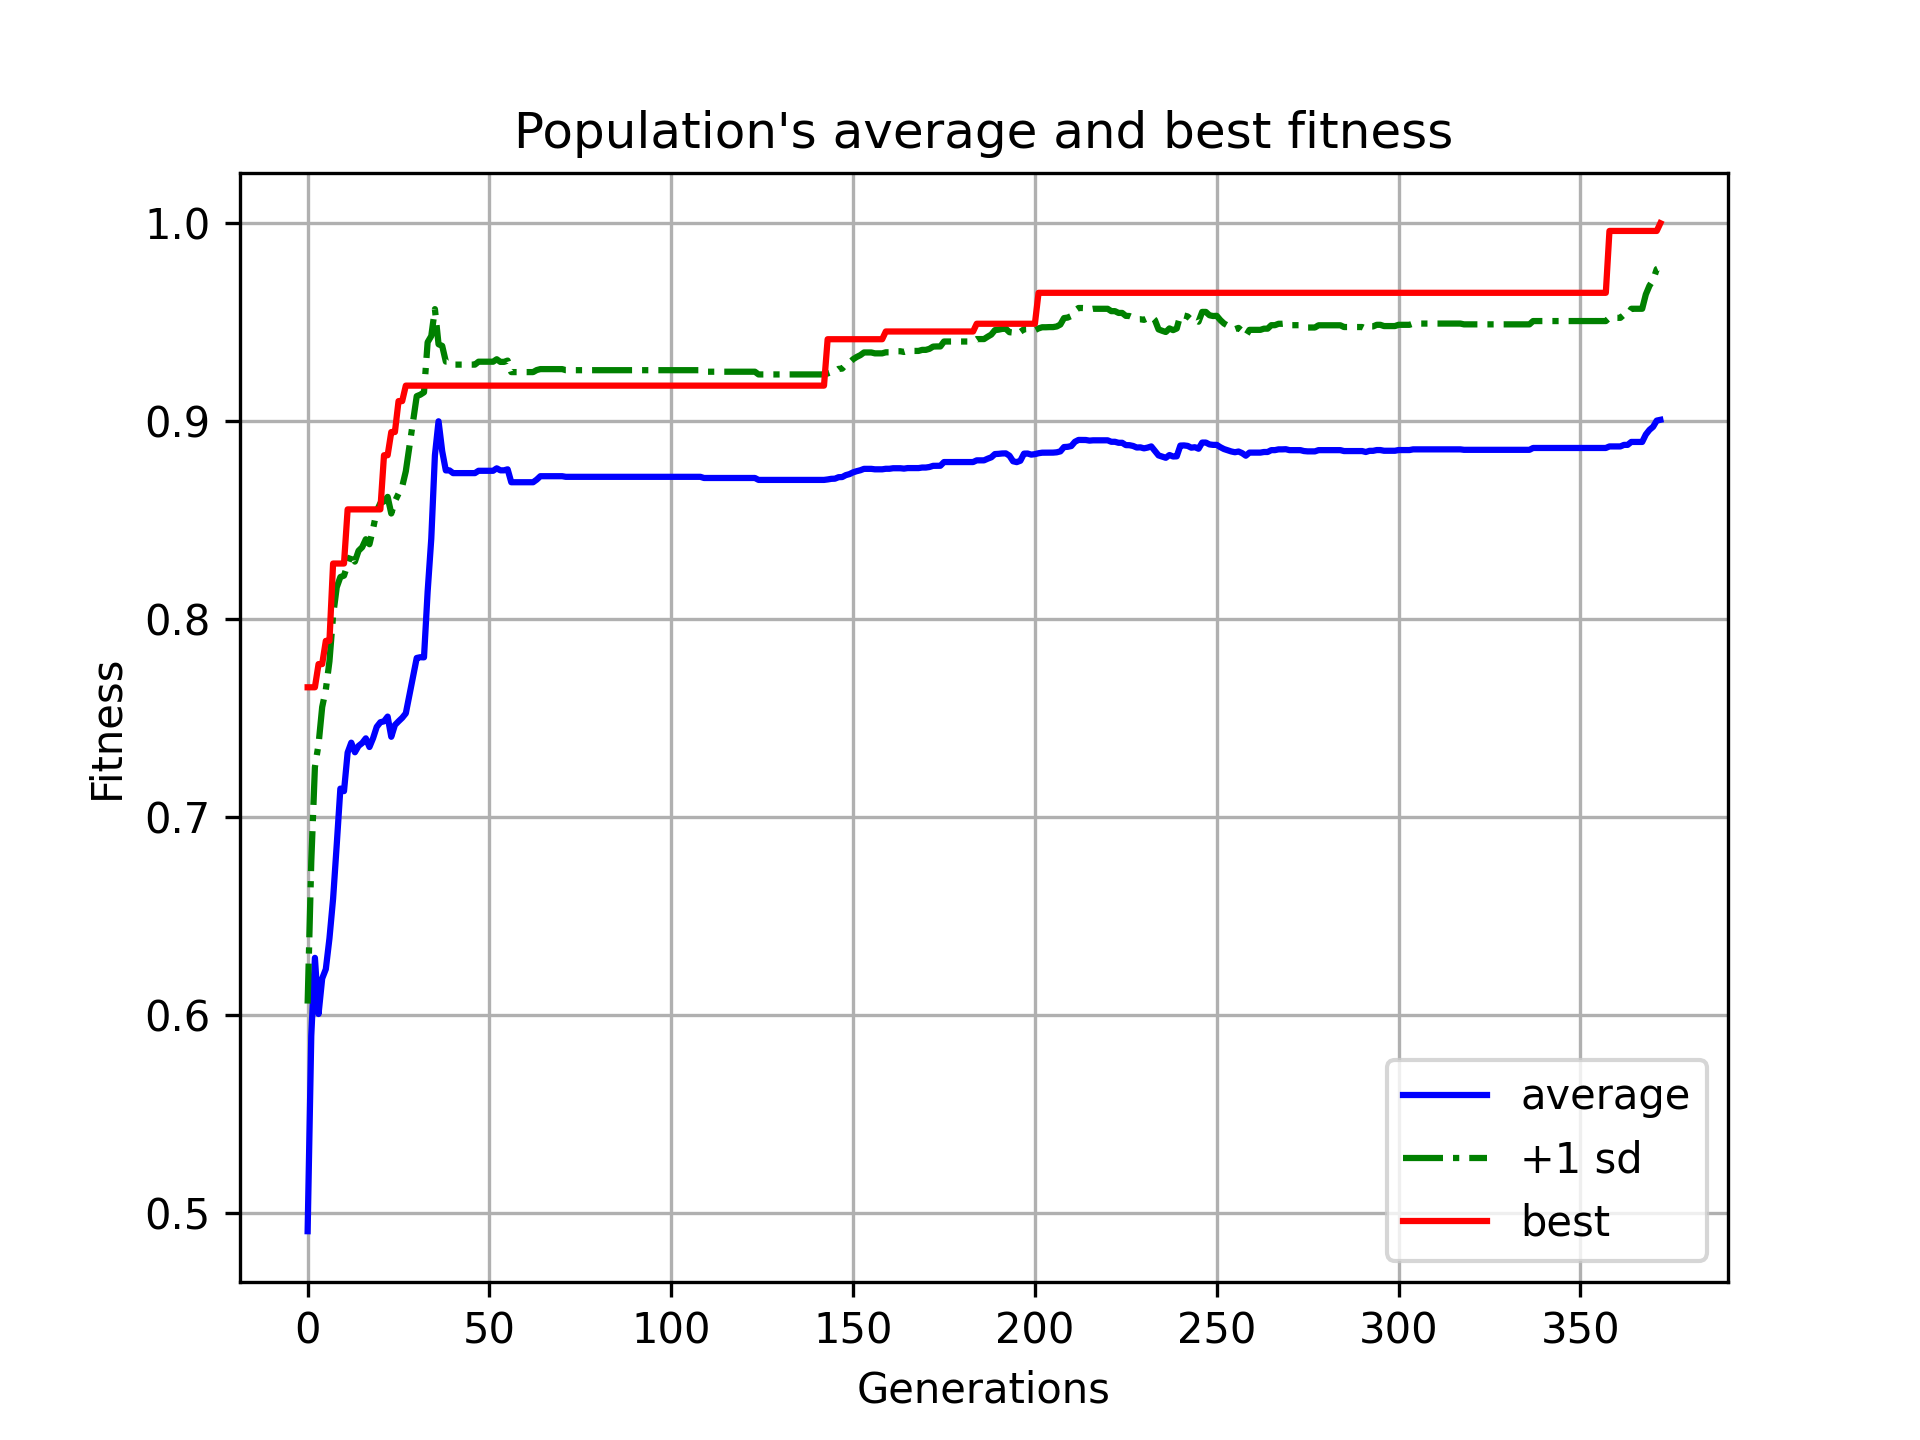 Population's average and best fitness
1.0
0.9
0.8
0.7
0.6
0.5
Fitness
0 50 100 150 200 250 300 350
Generations
average
+1 sd
best